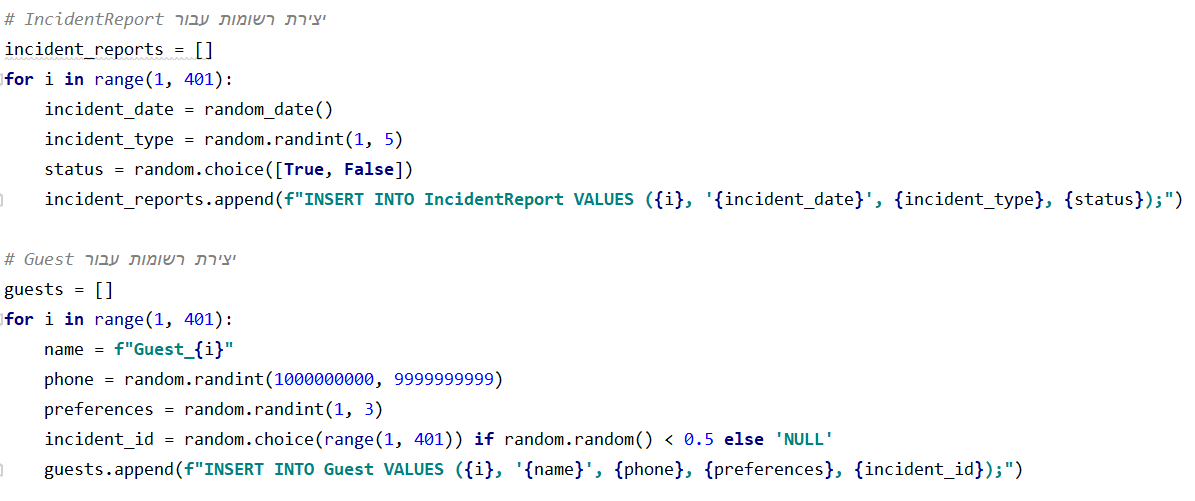 # IncidentReport יצירת רשומות עבור
incident_reports = []
for i in range(1, 401):
    incident_date = random_date()
    incident_type = random.randint(1, 5)
    status = random.choice([True, False])
    incident_reports.append(f"INSERT INTO IncidentReport VALUES ({i}, '{incident_date}', {incident_type}, {status});")

# Guest יצירת רשומות עבור
guests = []
for i in range(1, 401):
    name = f"Guest_{i}"
    phone = random.randint(1000000000, 9999999999)
    preferences = random.randint(1, 3)
    incident_id = random.choice(range(1, 401)) if random.random() < 0.5 else 'NULL'
    guests.append(f"INSERT INTO Guest VALUES ({i}, '{name}', {phone}, {preferences}, {incident_id});")